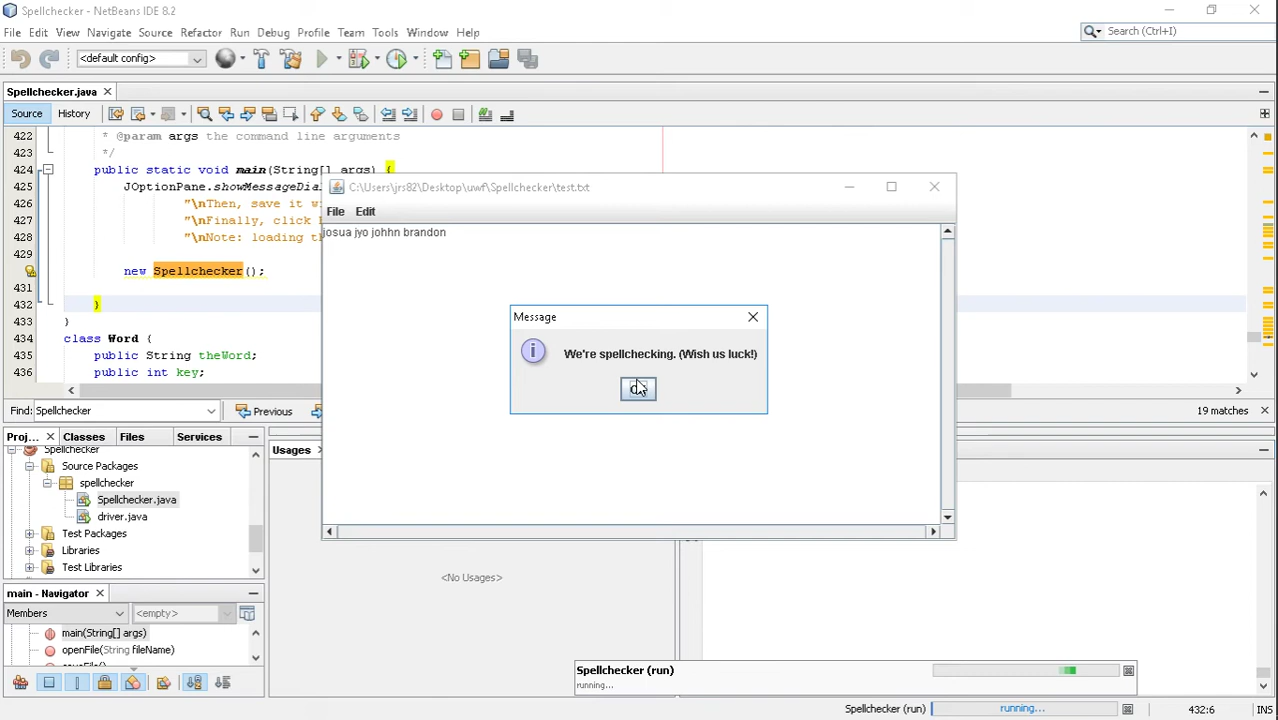 Spellchecker - NetBeans IDE 8.2
File Edit View Navigate Source Refactor Run Debug Profile Team Tools Window Help
Search (Ctrl+I)
<default config>
Spellchecker.java
Source History
422 * @param args the command line arguments
423 */
424 public static void main(String[] args) {
425 JOptionPane.showMessageDia
426 "\nThen, save it w
427 "\nFinally, click
428 "\nNote: loading th
429
new Spellchecker();
431
432 }
433 }
434 class Word {
435 public String theWord;
436 public int key;
C:\Users\jrs82\Desktop\uwf\Spellchecker\test.txt
File Edit
josua jyo johhn brandon
Message
We're spellchecking. (Wish us luck!)
Find: Spellchecker
Previous
19 matches
Proj... Classes Files Services
Spellchecker
Source Packages
spellchecker
Spellchecker.java
driver.java
Test Packages
Libraries
Test Libraries
Usages
<No Usages>
main - Navigator
Members
<empty>
main(String[] args)
openFile(String fileName)
Spellchecker (run)
running...
Spellchecker (run)
running...
432:6
INS